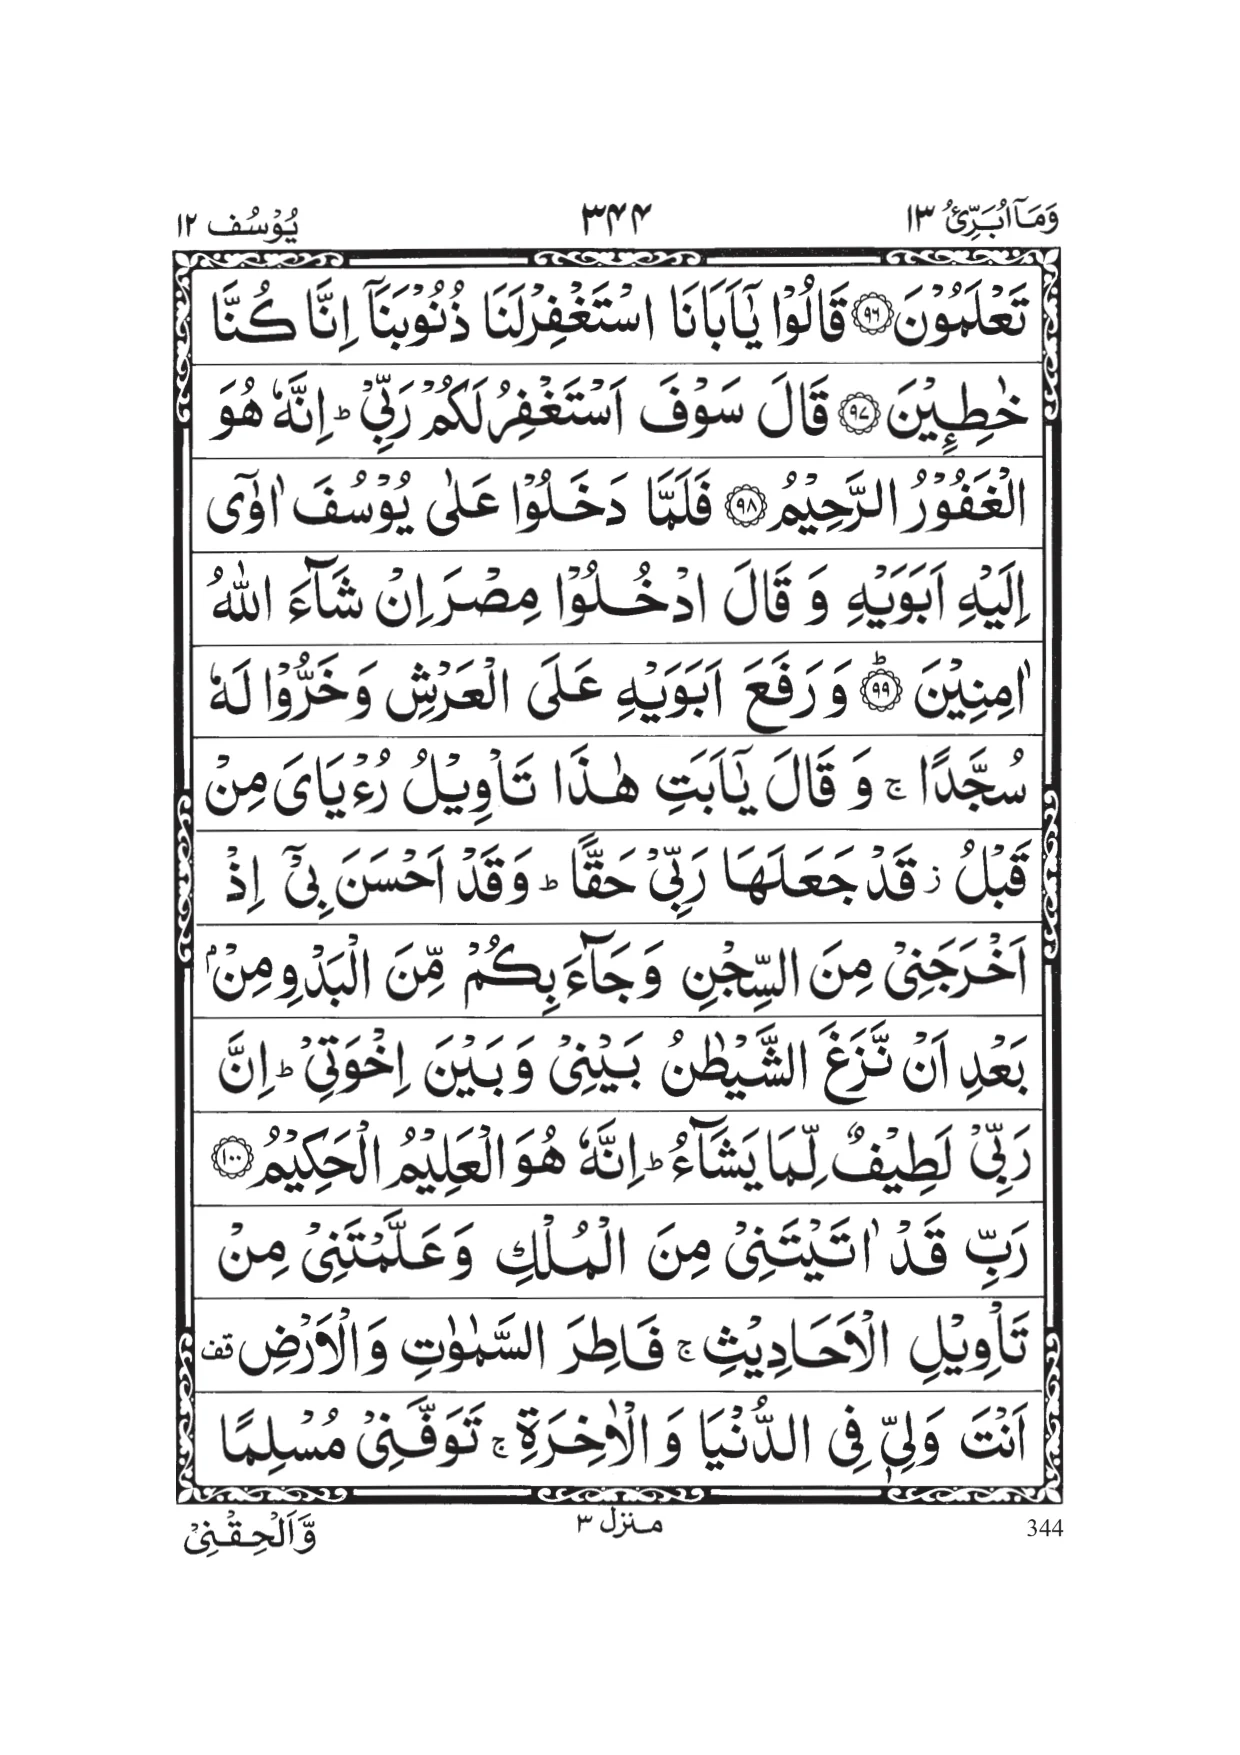 وَمَاۤ اُبَرِّئُ ١٣ ٣٤٤ يُوْسُف ١٢
تَعْلَمُوْنَ ٩٦ قَالُوْا يٰۤاَبَانَا اسْتَغْفِرْلَنَا ذُنُوْبَنَاۤ اِنَّا كُنَّا
خٰطِـِٕيْنَ ٩٧ قَالَ سَوْفَ اَسْتَغْفِرُ لَكُمْ رَبِّيْ ؕ اِنَّهٗ هُوَ
الْغَفُوْرُ الرَّحِيْمُ ٩٨ فَلَمَّا دَخَلُوْا عَلٰى يُوْسُفَ اٰوٰۤى
اِلَيْهِ اَبَوَيْهِ وَ قَالَ ادْخُلُوْا مِصْرَ اِنْ شَآءَ اللّٰهُ
اٰمِنِيْنَ ؕ ٩٩ وَ رَفَعَ اَبَوَيْهِ عَلَى الْعَرْشِ وَ خَرُّوْا لَهٗ
سُجَّدًا ۚ وَ قَالَ يٰۤاَبَتِ هٰذَا تَاْوِيْلُ رُءْيَايَ مِنْ
قَبْلُ ؗ قَدْ جَعَلَهَا رَبِّيْ حَقًّا ؕ وَ قَدْ اَحْسَنَ بِيْۤ اِذْ
اَخْرَجَنِيْ مِنَ السِّجْنِ وَ جَآءَ بِكُمْ مِّنَ الْبَدْوِ مِنْۢ
بَعْدِ اَنْ نَّزَغَ الشَّيْطٰنُ بَيْنِيْ وَ بَيْنَ اِخْوَتِيْ ؕ اِنَّ
رَبِّيْ لَطِيْفٌ لِّمَا يَشَآءُ ؕ اِنَّهٗ هُوَ الْعَلِيْمُ الْحَكِيْمُ ١٠٠
رَبِّ قَدْ اٰتَيْتَنِيْ مِنَ الْمُلْكِ وَ عَلَّمْتَنِيْ مِنْ
تَاْوِيْلِ الْاَحَادِيْثِ ۚ فَاطِرَ السَّمٰوٰتِ وَ الْاَرْضِ قف
اَنْتَ وَلِيّٖ فِي الدُّنْيَا وَ الْاٰخِرَةِ ۚ تَوَفَّنِيْ مُسْلِمًا
344 منزل ٣ وَّاَلْحِقْنِيْ